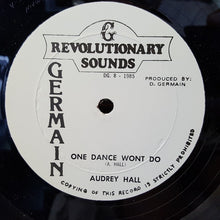 G
REVOLUTIONARY
SOUNDS
DG. 8 - 1985
PRODUCED BY:
D. GERMAIN
GERMAIN
ONE DANCE WONT DO
(A. HALL)
AUDREY HALL
COPYING OF THIS RECORD IS STRICTLY PROHIBITED